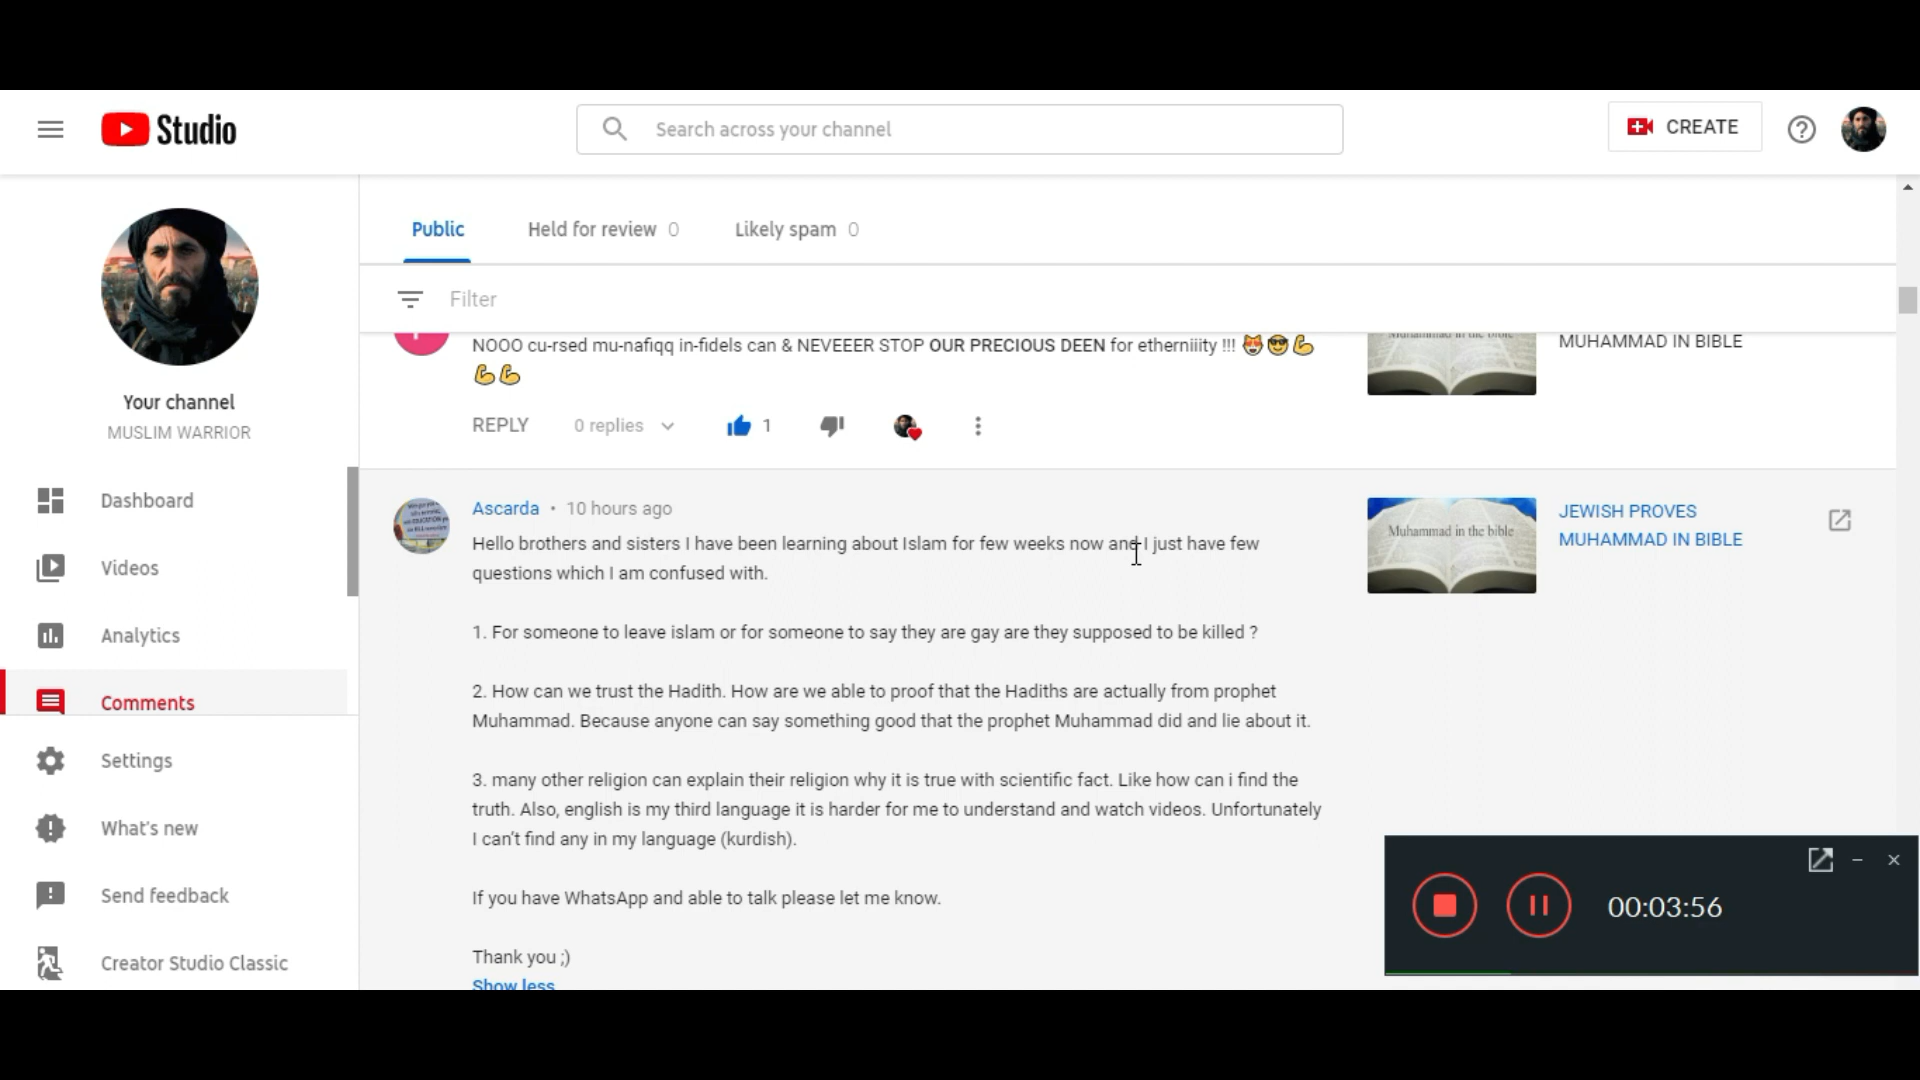 Studio
Search across your channel
CREATE
Your channel
MUSLIM WARRIOR
Dashboard
Videos
Analytics
Comments
Settings
What's new
Send feedback
Creator Studio Classic
Public
Held for review 0
Likely spam 0
Filter
NOOO cu-rsed mu-nafiqq in-fidels can & NEVEEER STOP OUR PRECIOUS DEEN for etherniiity !!! 😻😎💪
💪💪
MUHAMMAD IN BIBLE
REPLY
0 replies
1
Ascarda • 10 hours ago
Hello brothers and sisters I have been learning about Islam for few weeks now and I just have few
questions which I am confused with.
1. For someone to leave islam or for someone to say they are gay are they supposed to be killed ?
2. How can we trust the Hadith. How are we able to proof that the Hadiths are actually from prophet
Muhammad. Because anyone can say something good that the prophet Muhammad did and lie about it.
3. many other religion can explain their religion why it is true with scientific fact. Like how can i find the
truth. Also, english is my third language it is harder for me to understand and watch videos. Unfortunately
I can't find any in my language (kurdish).
If you have WhatsApp and able to talk please let me know.
Thank you ;)
Show less
Muhammad in the bible
JEWISH PROVES
MUHAMMAD IN BIBLE
00:03:56